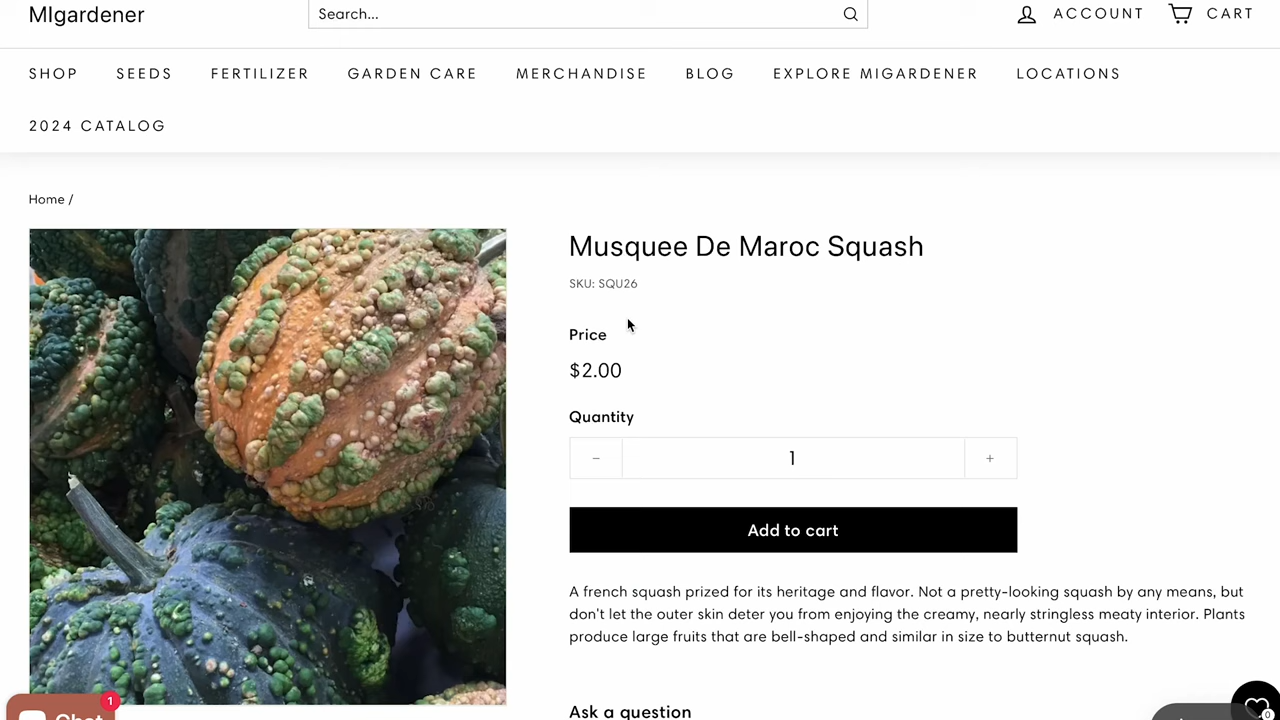 MIgardener
Search...
ACCOUNT
CART
SHOP
SEEDS
FERTILIZER
GARDEN CARE
MERCHANDISE
BLOG
EXPLORE MIGARDENER
LOCATIONS
2024 CATALOG
Home /
Musquee De Maroc Squash
SKU: SQU26
Price
$2.00
Quantity
− 1 +
Add to cart
A french squash prized for its heritage and flavor. Not a pretty-looking squash by any means, but
don't let the outer skin deter you from enjoying the creamy, nearly stringless meaty interior. Plants
produce large fruits that are bell-shaped and similar in size to butternut squash.
1
Chat
0
Ask a question